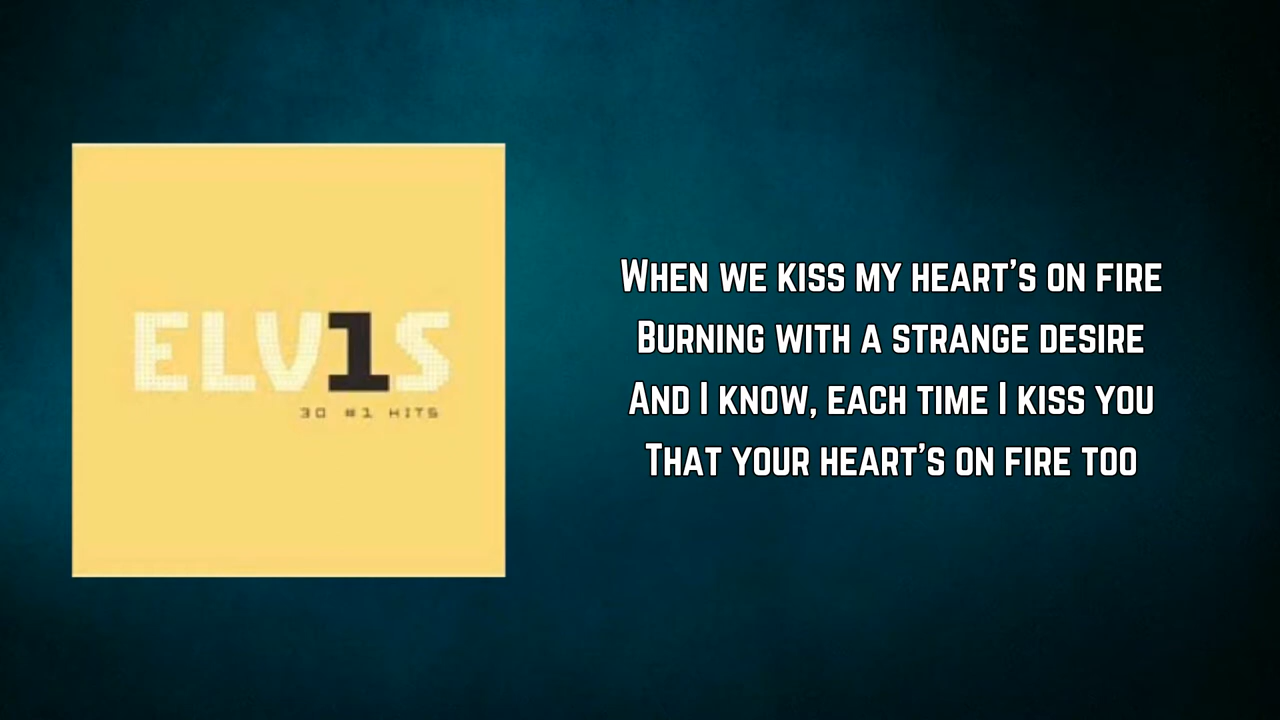 ELV1S
30 #1 HITS
WHEN WE KISS MY HEART'S ON FIRE
BURNING WITH A STRANGE DESIRE
AND I KNOW, EACH TIME I KISS YOU
THAT YOUR HEART'S ON FIRE TOO